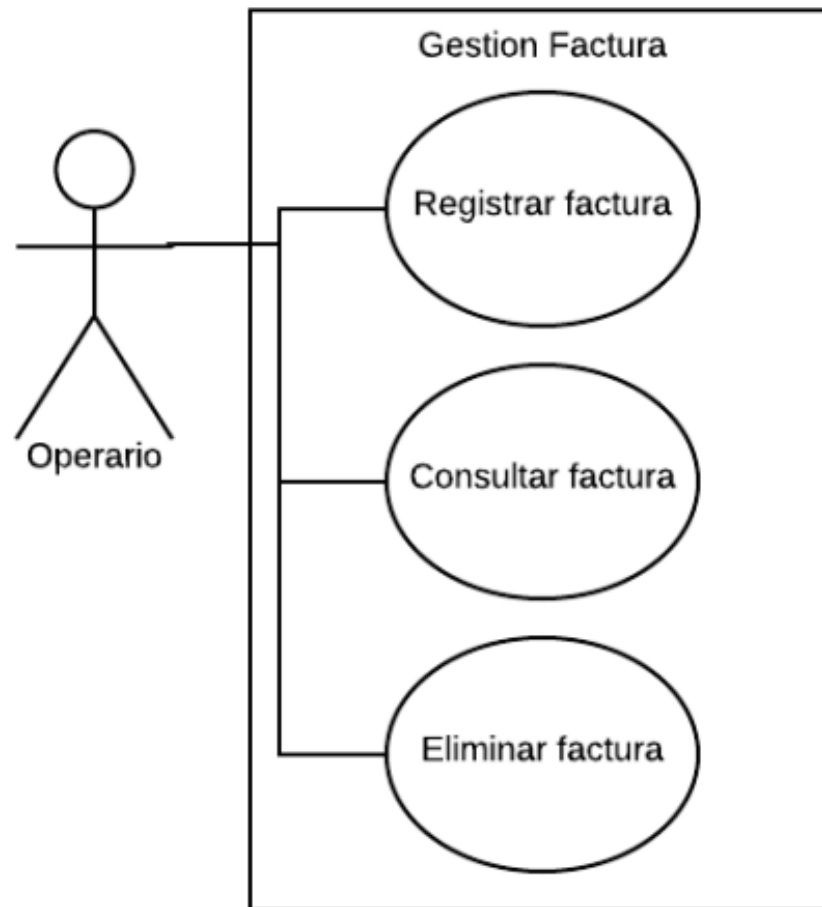 Gestion Factura
Registrar factura
Operario
Consultar factura
Eliminar factura